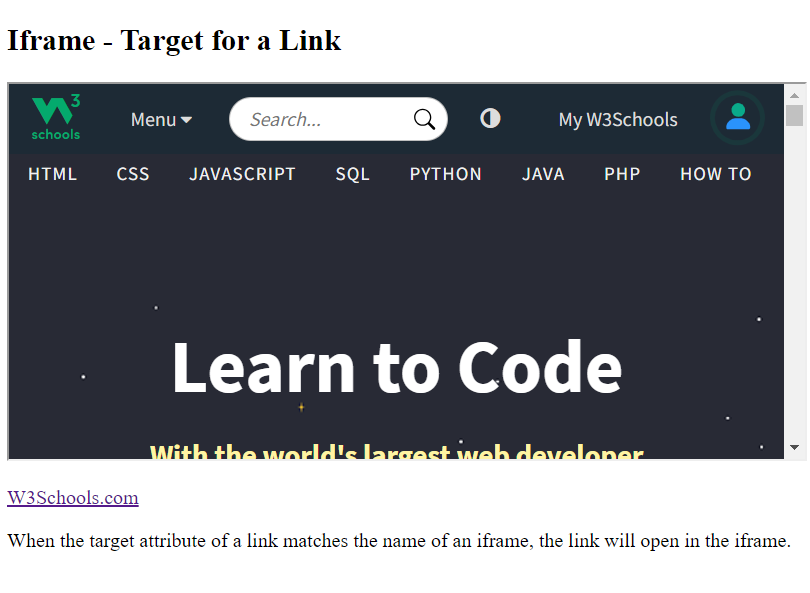 Iframe - Target for a Link
W3 schools
Menu
Search...
My W3Schools
HTML CSS JAVASCRIPT SQL PYTHON JAVA PHP HOW TO
Learn to Code
With the world's largest web developer
W3Schools.com
When the target attribute of a link matches the name of an iframe, the link will open in the iframe.